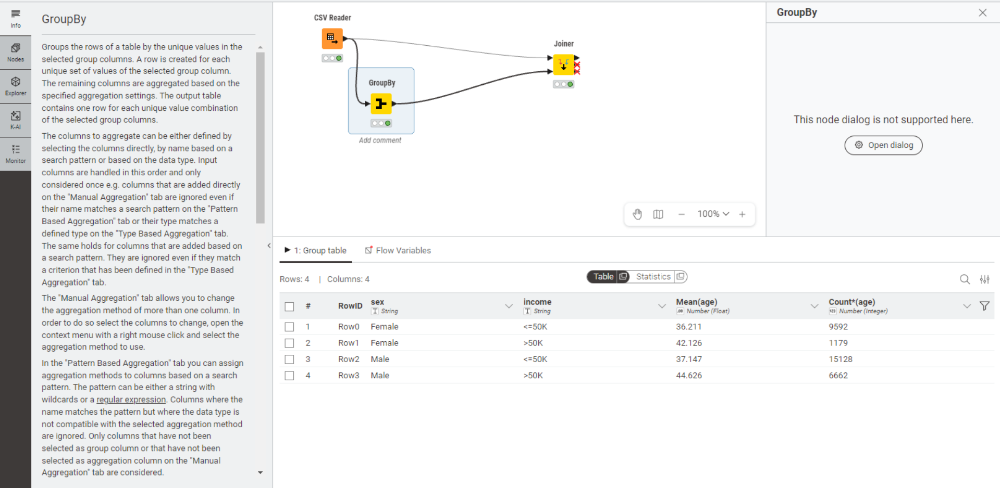 Info
Nodes
Explorer
K-AI
Monitor
GroupBy
Groups the rows of a table by the unique values in the
selected group columns. A row is created for each
unique set of values of the selected group column.
The remaining columns are aggregated based on the
specified aggregation settings. The output table
contains one row for each unique value combination
of the selected group columns.
The columns to aggregate can be either defined by
selecting the columns directly, by name based on a
search pattern or based on the data type. Input
columns are handled in this order and only
considered once e.g. columns that are added directly
on the "Manual Aggregation" tab are ignored even if
their name matches a search pattern on the "Pattern
Based Aggregation" tab or their type matches a
defined type on the "Type Based Aggregation" tab.
The same holds for columns that are added based on
a search pattern. They are ignored even if they match
a criterion that has been defined in the "Type Based
Aggregation" tab.
The "Manual Aggregation" tab allows you to change
the aggregation method of more than one column. In
order to do so select the columns to change, open the
context menu with a right mouse click and select the
aggregation method to use.
In the "Pattern Based Aggregation" tab you can assign
aggregation methods to columns based on a search
pattern. The pattern can be either a string with
wildcards or a regular expression. Columns where the
name matches the pattern but where the data type is
not compatible with the selected aggregation method
are ignored. Only columns that have not been
selected as group column or that have not been
selected as aggregation column on the "Manual
Aggregation" tab are considered.
CSV Reader
Joiner
GroupBy
Add comment
100%
GroupBy
This node dialog is not supported here.
Open dialog
1: Group table Flow Variables
Rows: 4 | Columns: 4 Table Statistics
# RowID sex income Mean(age) Count*(age)
T String T String .00 Number (Float) 123 Number (Integer)
1 Row0 Female <=50K 36.211 9592
2 Row1 Female >50K 42.126 1179
3 Row2 Male <=50K 37.147 15128
4 Row3 Male >50K 44.626 6662